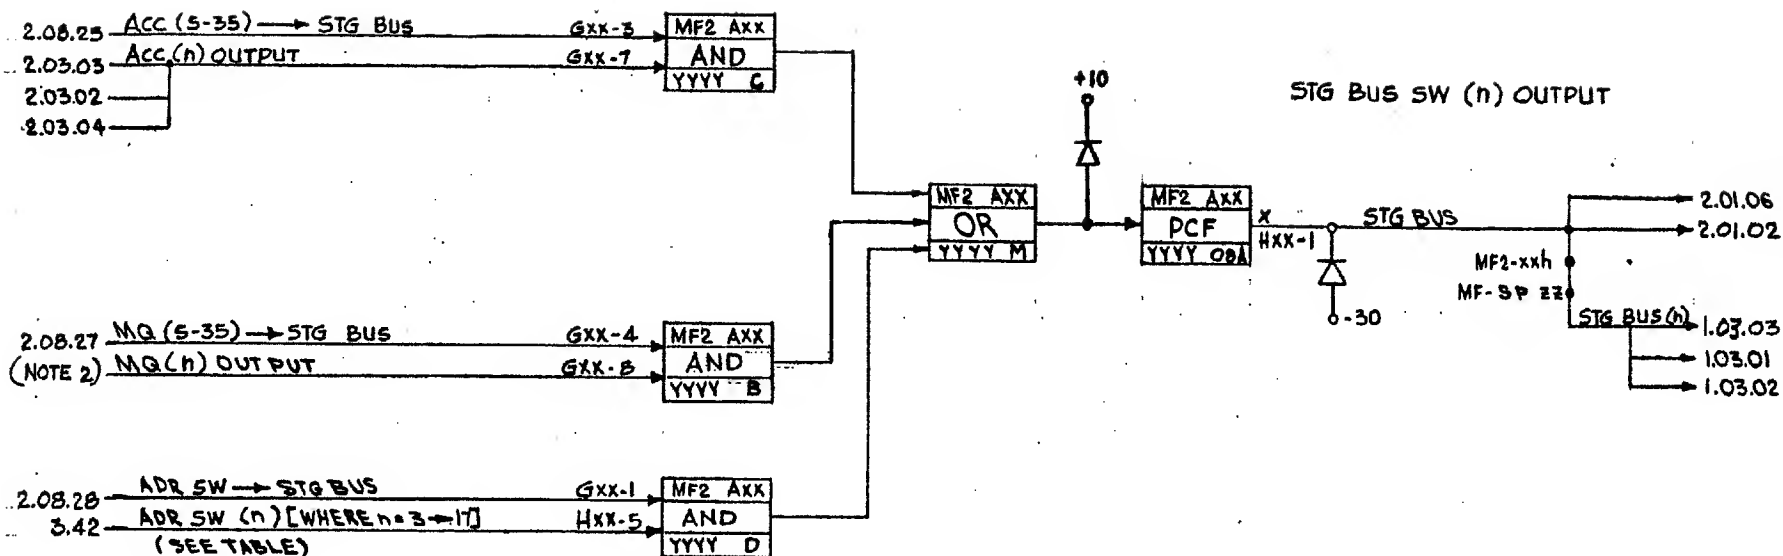 2.08.25 ACC (S-35) → STG BUS GXX-3
2.03.03 ACC (n) OUTPUT GXX-7
2.03.02
2.03.04
MF2 AXX
AND
YYYY C
+10
STG BUS SW (n) OUTPUT
MF2 AXX
OR
YYYY M
MF2 AXX
PCF
YYYY 08A
X
HXX-1
STG BUS
-30
2.01.06
2.01.02
MF2-XXh
MF-SP ZZ
STG BUS (n)
1.03.03
1.03.01
1.03.02
2.08.27 MQ (S-35) → STG BUS GXX-4
(NOTE 2) MQ (n) OUTPUT GXX-8
MF2 AXX
AND
YYYY B
2.08.28 ADR SW → STG BUS GXX-1
3.42 ADR SW (n) [WHERE n=3→17] HXX-5
(SEE TABLE)
MF2 AXX
AND
YYYY D